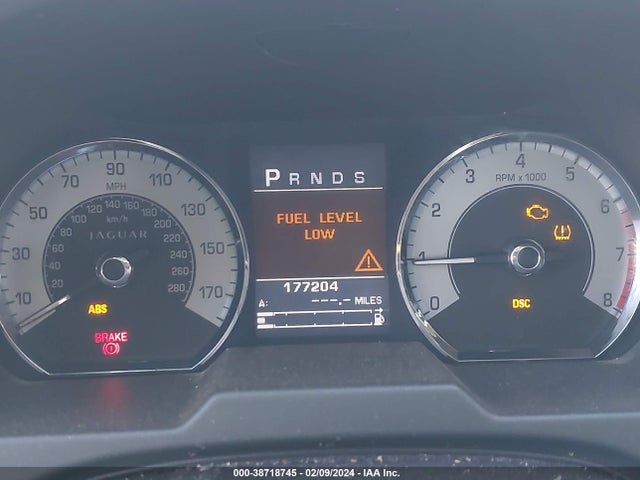 10 30 50 70 90 110 130 150 170
MPH
20 40 60 80 100 120 140 160 180 200 220 240 260 280
km/h
JAGUAR
ABS
BRAKE
P R N D S
FUEL LEVEL
LOW
177204
A: ---.- MILES
0 1 2 3 4 5 6 7 8
RPM x 1000
DSC
000-38718745 - 02/09/2024 - IAA Inc.